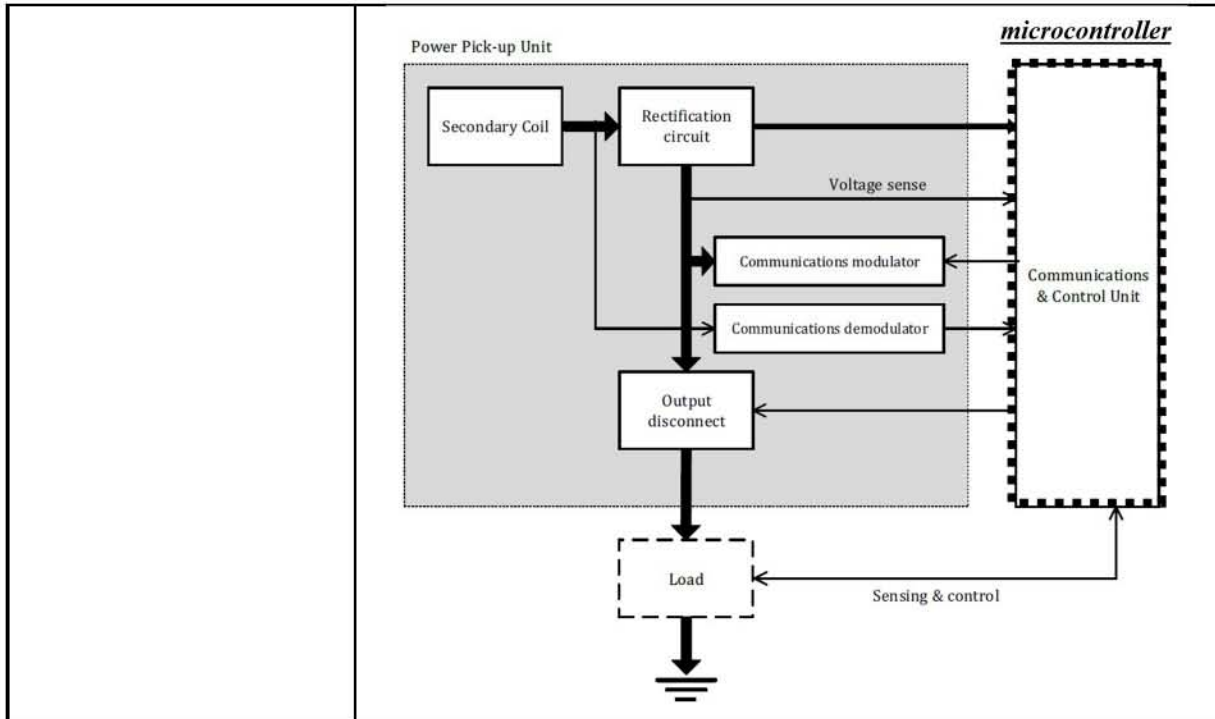 microcontroller
Power Pick-up Unit
Secondary Coil
Rectification
circuit
Voltage sense
Communications modulator
Communications
& Control Unit
Communications demodulator
Output
disconnect
Load
Sensing & control